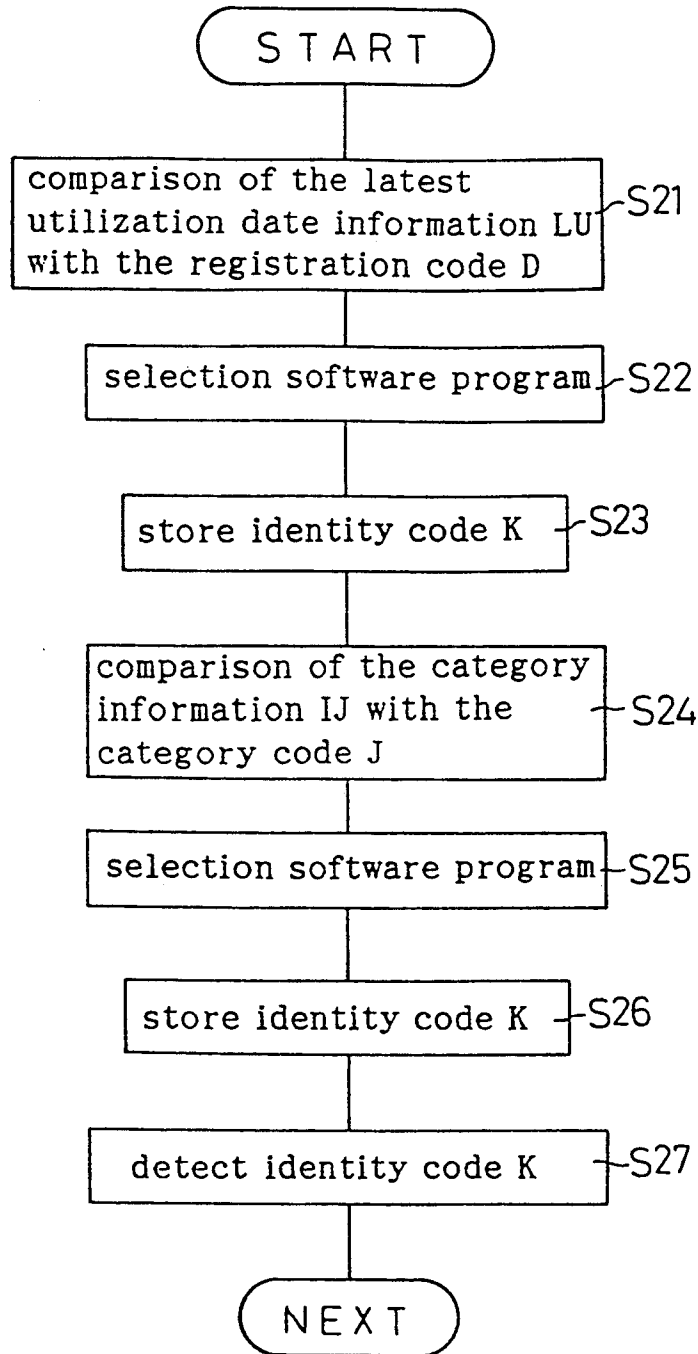 START
comparison of the latest
utilization date information LU
with the registration code D
S21
selection software program
S22
store identity code K
S23
comparison of the category
information IJ with the
category code J
S24
selection software program
S25
store identity code K
S26
detect identity code K
S27
NEXT